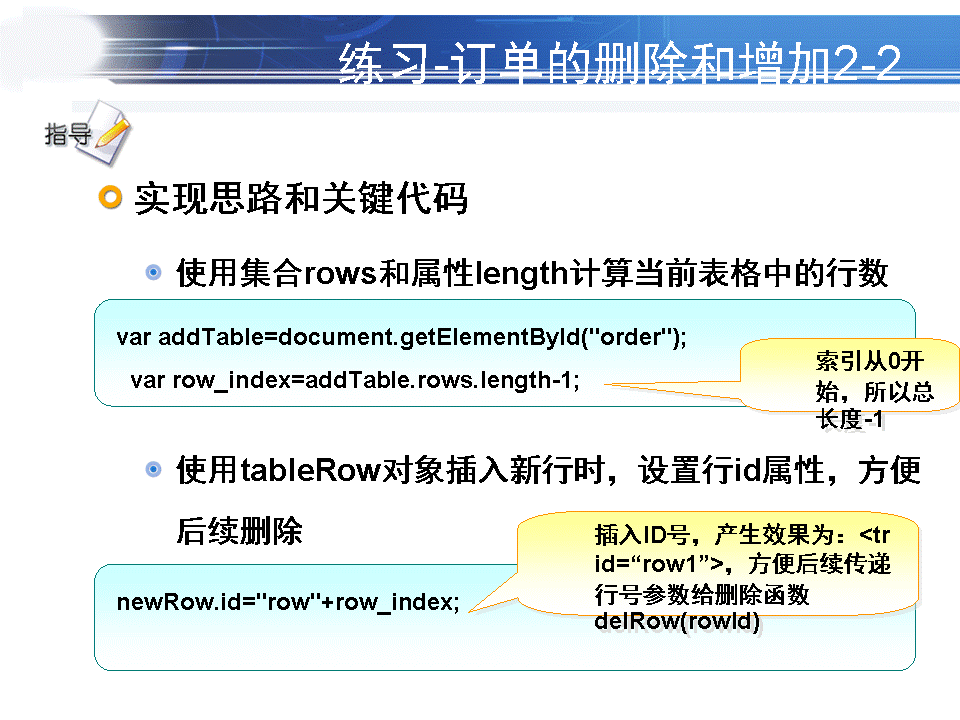 练习-订单的删除和增加2-2
指导
实现思路和关键代码
使用集合rows和属性length计算当前表格中的行数
var addTable=document.getElementById("order");
var row_index=addTable.rows.length-1;
索引从0开
始，所以总
长度-1
使用tableRow对象插入新行时，设置行id属性，方便
后续删除
newRow.id="row"+row_index;
插入ID号，产生效果为：<tr
id=“row1”>，方便后续传递
行号参数给删除函数
delRow(rowId)